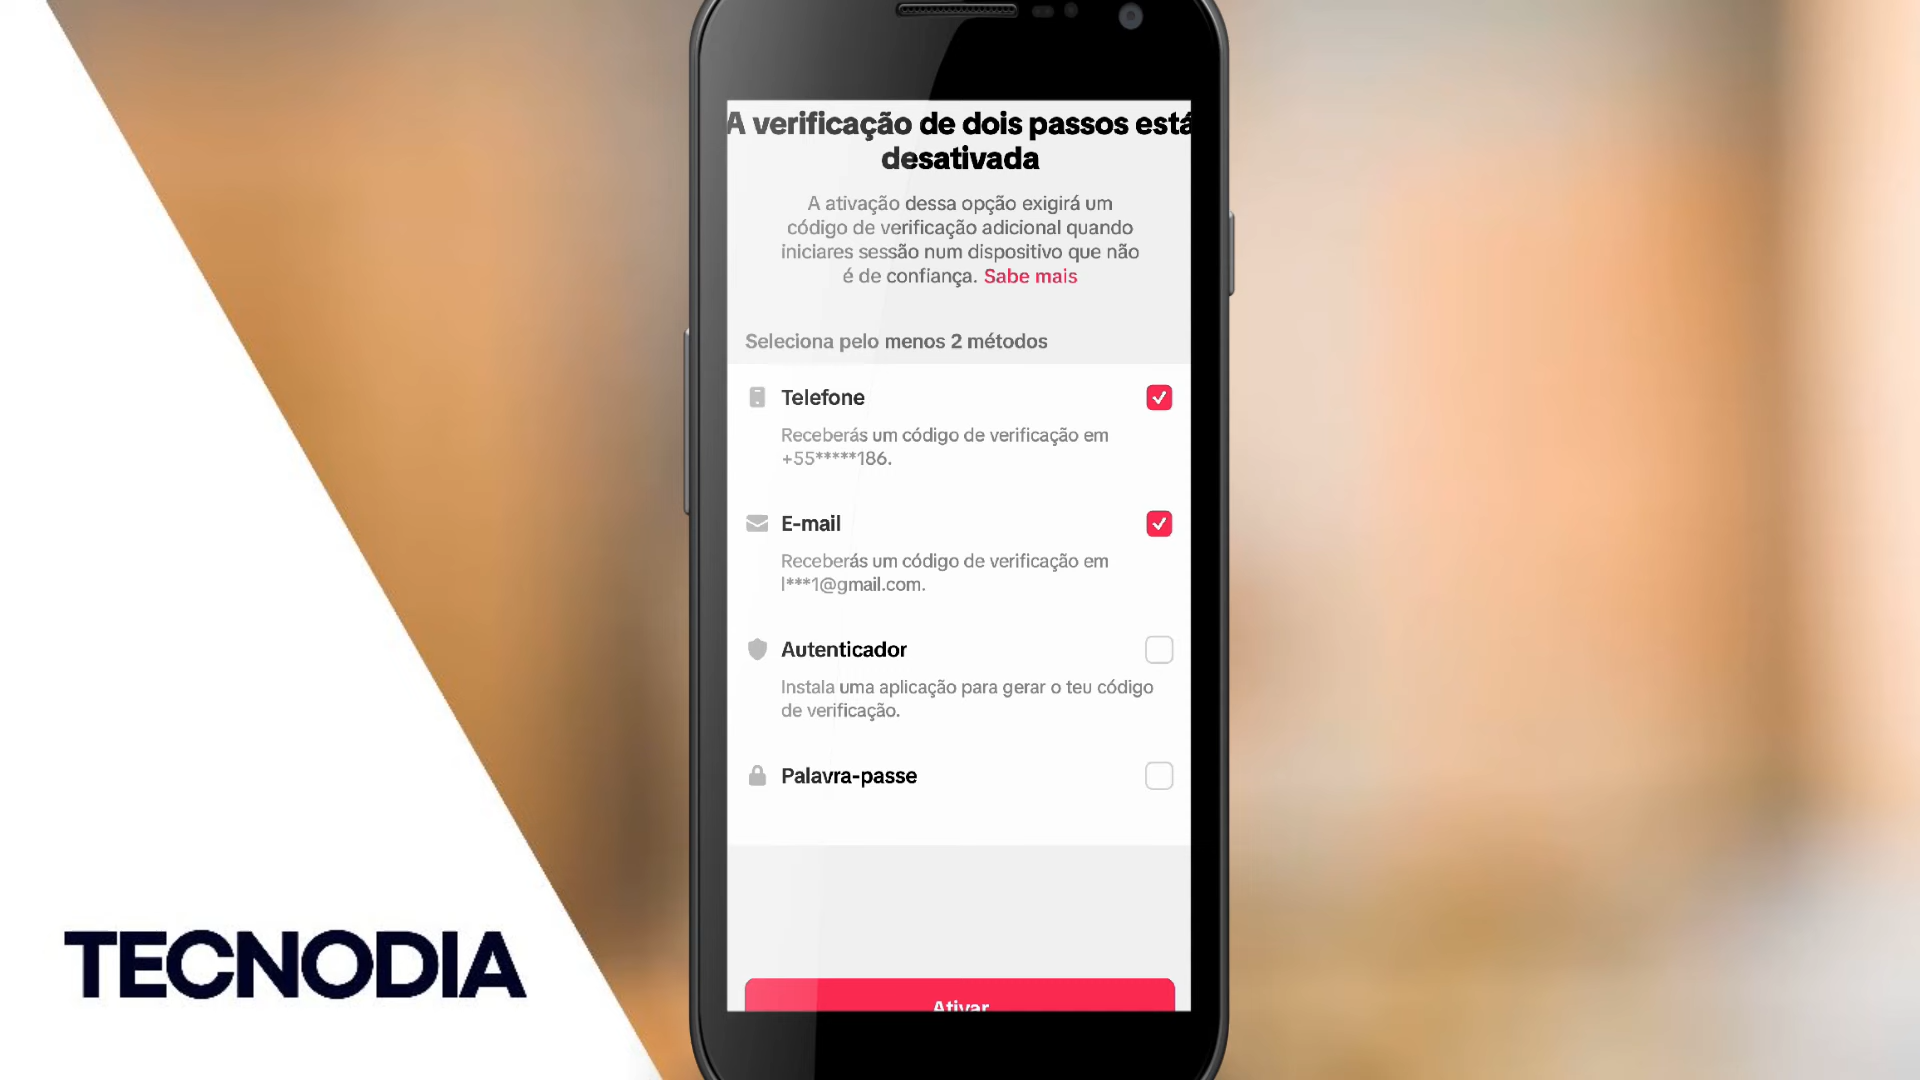 A verificação de dois passos está
desativada
A ativação dessa opção exigirá um
código de verificação adicional quando
iniciares sessão num dispositivo que não
é de confiança. Sabe mais
Seleciona pelo menos 2 métodos
Telefone
Receberás um código de verificação em
+55*****186.
E-mail
Receberás um código de verificação em
l***1@gmail.com.
Autenticador
Instala uma aplicação para gerar o teu código
de verificação.
Palavra-passe
Ativar
TECNODIA